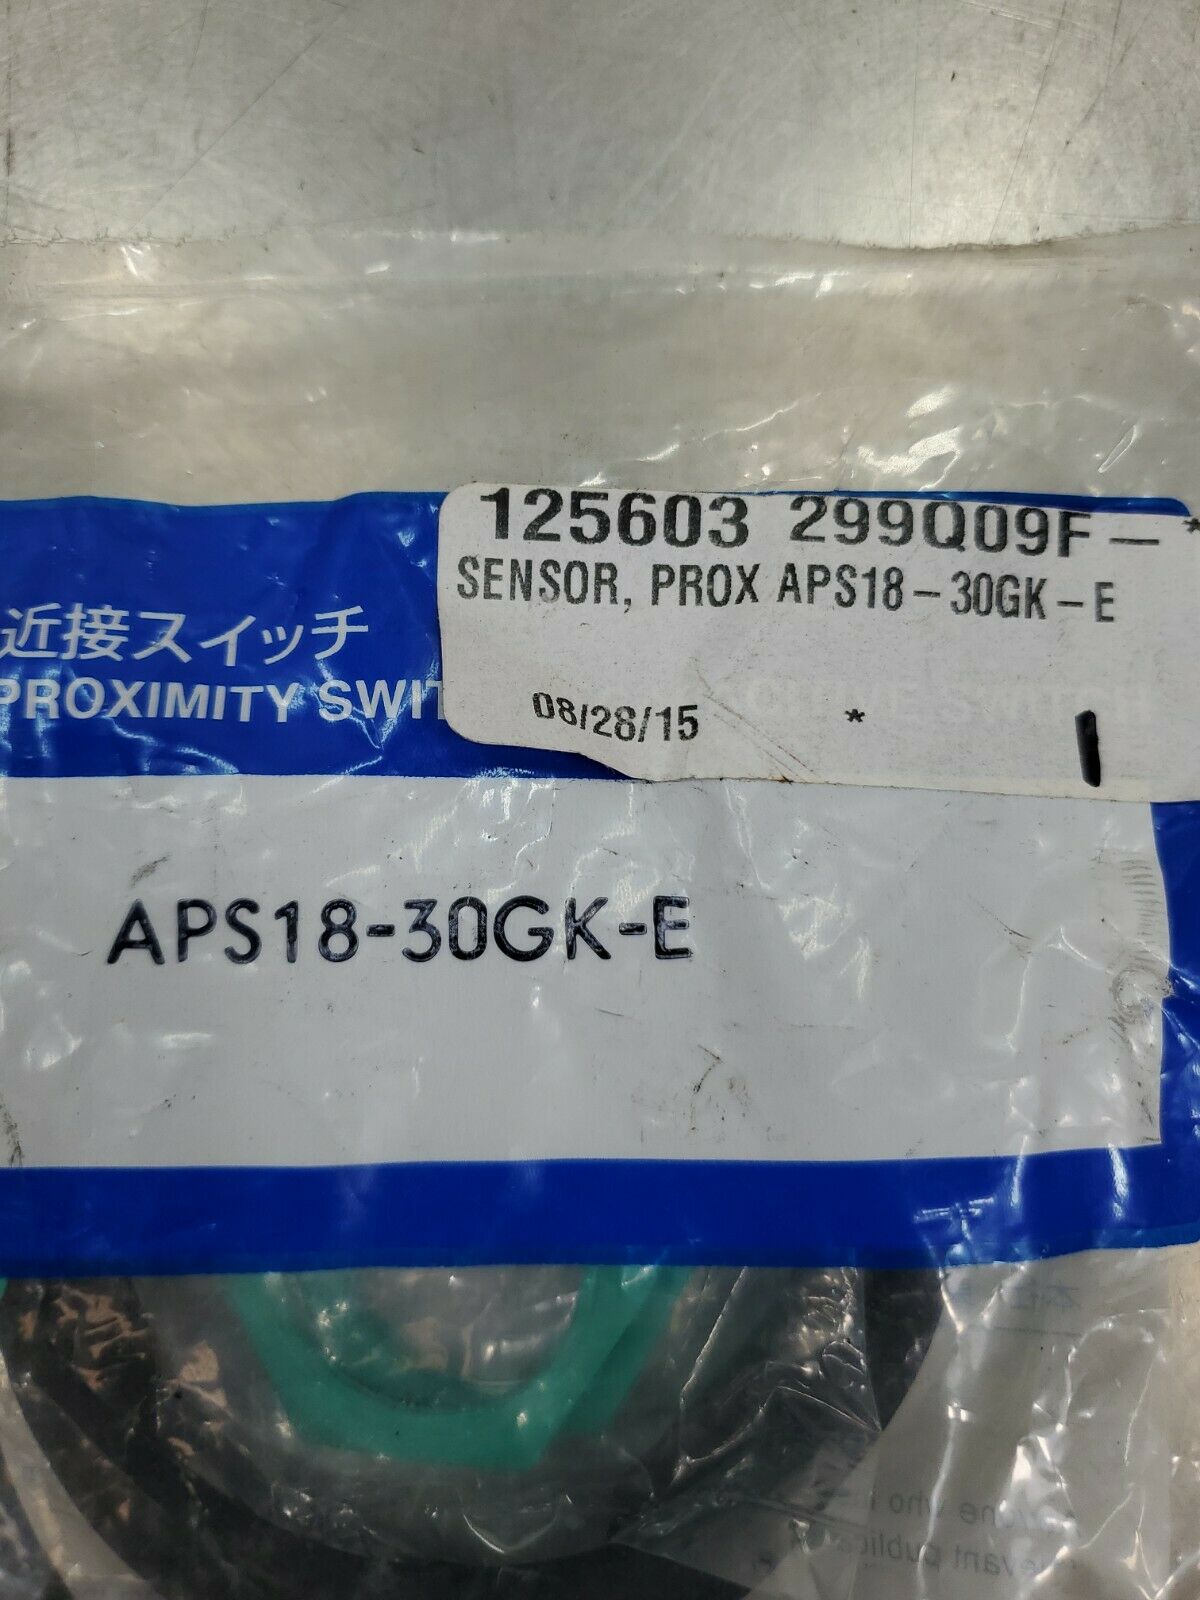 125603 299Q09F-*
SENSOR, PROX APS18-30GK-E
08/28/15 *
近接スイッチ
PROXIMITY SWIT
APS18-30GK-E